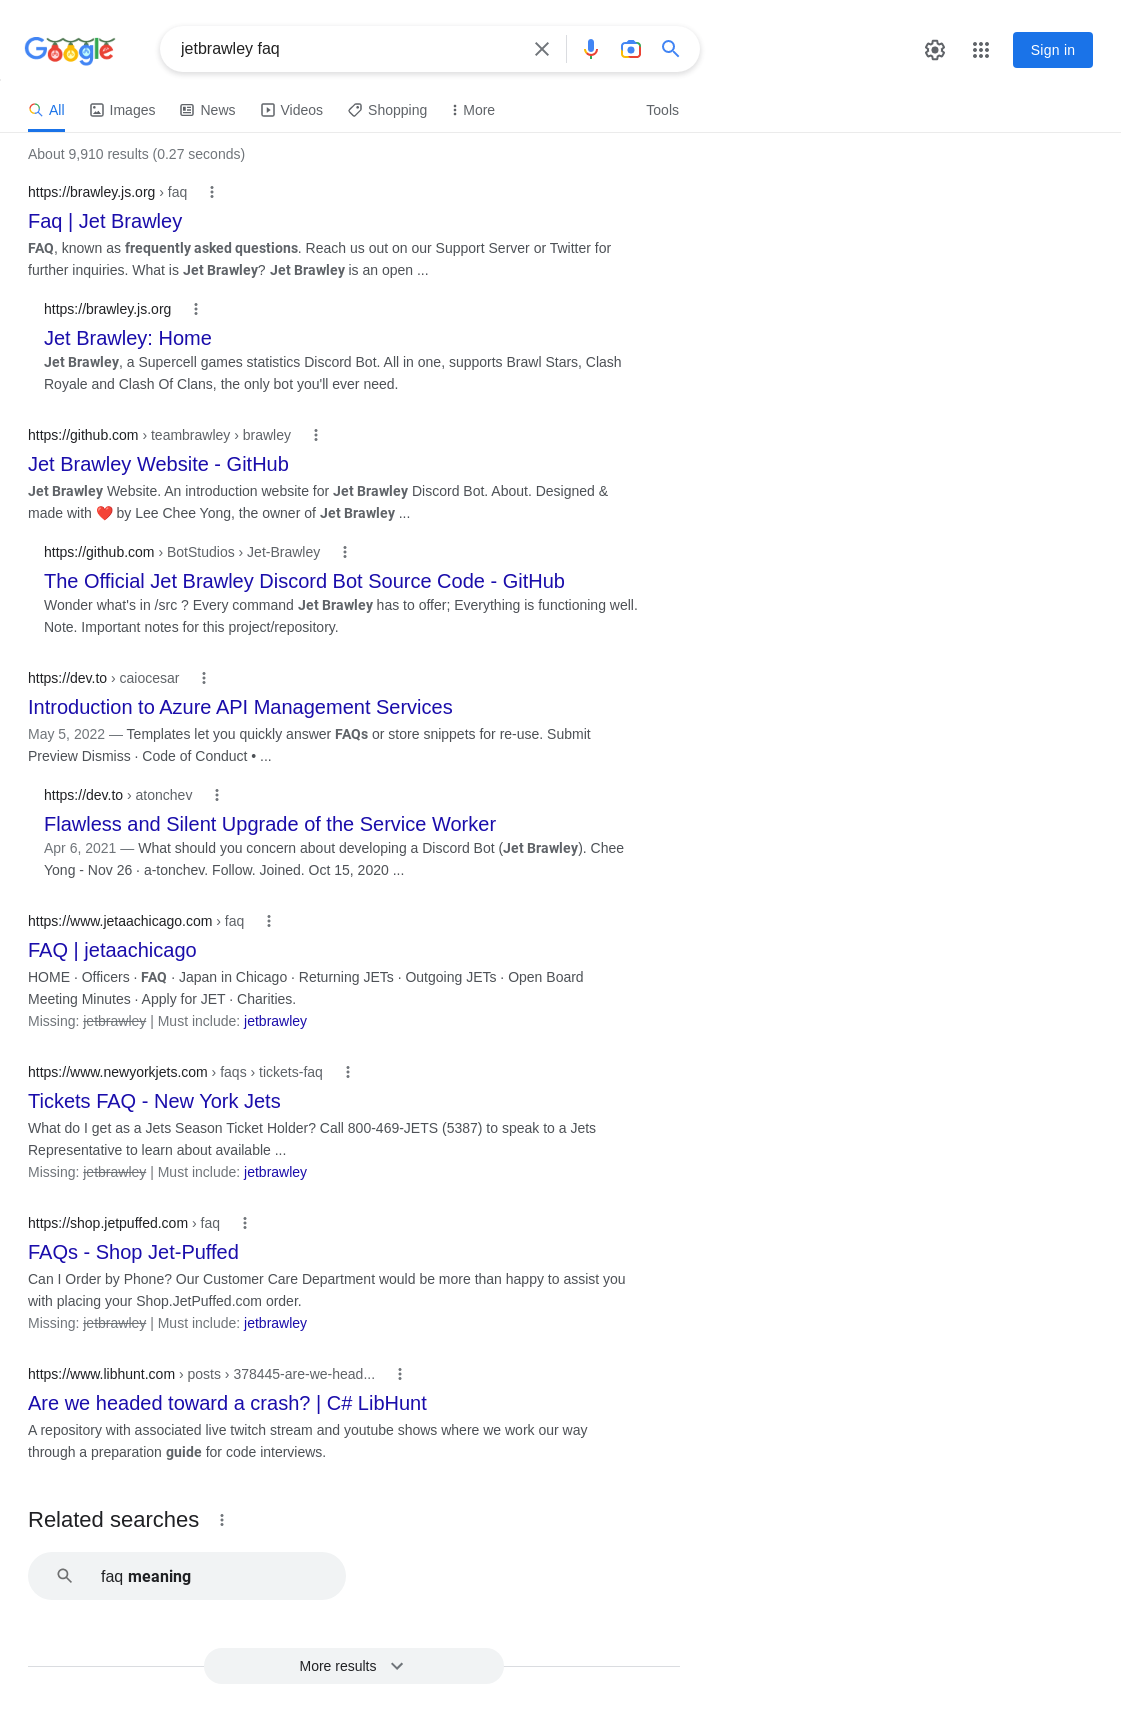 Google
jetbrawley faq
Sign in
All
Images
News
Videos
Shopping
More
Tools
About 9,910 results (0.27 seconds)
https://brawley.js.org › faq
Faq | Jet Brawley
FAQ, known as frequently asked questions. Reach us out on our Support Server or Twitter for
further inquiries. What is Jet Brawley? Jet Brawley is an open ...
https://brawley.js.org
Jet Brawley: Home
Jet Brawley, a Supercell games statistics Discord Bot. All in one, supports Brawl Stars, Clash
Royale and Clash Of Clans, the only bot you'll ever need.
https://github.com › teambrawley › brawley
Jet Brawley Website - GitHub
Jet Brawley Website. An introduction website for Jet Brawley Discord Bot. About. Designed &
made with ❤️ by Lee Chee Yong, the owner of Jet Brawley ...
https://github.com › BotStudios › Jet-Brawley
The Official Jet Brawley Discord Bot Source Code - GitHub
Wonder what's in /src ? Every command Jet Brawley has to offer; Everything is functioning well.
Note. Important notes for this project/repository.
https://dev.to › caiocesar
Introduction to Azure API Management Services
May 5, 2022 — Templates let you quickly answer FAQs or store snippets for re-use. Submit
Preview Dismiss · Code of Conduct • ...
https://dev.to › atonchev
Flawless and Silent Upgrade of the Service Worker
Apr 6, 2021 — What should you concern about developing a Discord Bot (Jet Brawley). Chee
Yong - Nov 26 · a-tonchev. Follow. Joined. Oct 15, 2020 ...
https://www.jetaachicago.com › faq
FAQ | jetaachicago
HOME · Officers · FAQ · Japan in Chicago · Returning JETs · Outgoing JETs · Open Board
Meeting Minutes · Apply for JET · Charities.
Missing: jetbrawley | Must include: jetbrawley
https://www.newyorkjets.com › faqs › tickets-faq
Tickets FAQ - New York Jets
What do I get as a Jets Season Ticket Holder? Call 800-469-JETS (5387) to speak to a Jets
Representative to learn about available ...
Missing: jetbrawley | Must include: jetbrawley
https://shop.jetpuffed.com › faq
FAQs - Shop Jet-Puffed
Can I Order by Phone? Our Customer Care Department would be more than happy to assist you
with placing your Shop.JetPuffed.com order.
Missing: jetbrawley | Must include: jetbrawley
https://www.libhunt.com › posts › 378445-are-we-head...
Are we headed toward a crash? | C# LibHunt
A repository with associated live twitch stream and youtube shows where we work our way
through a preparation guide for code interviews.
Related searches
faq meaning
More results